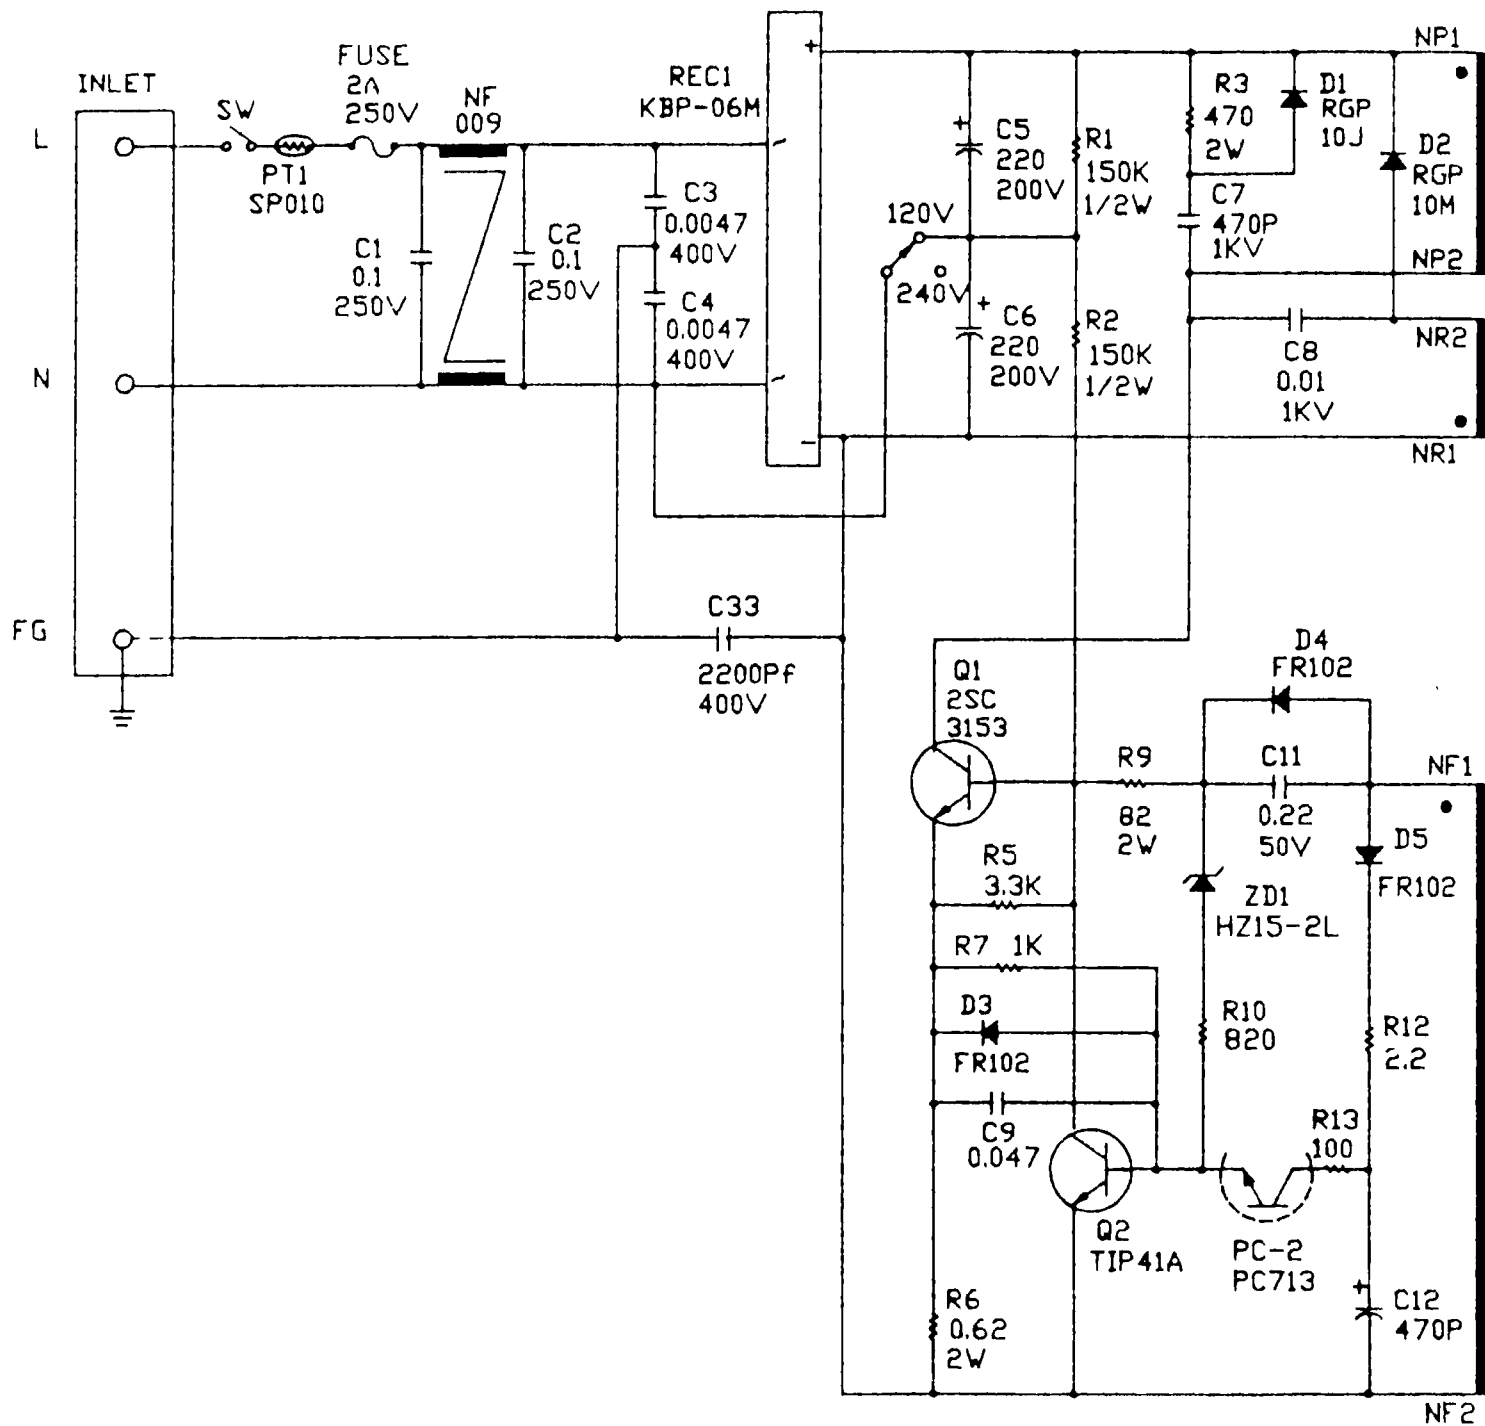 INLET
L
N
FG
SW
PT1
SP010
FUSE
2A
250V
NF
009
C1
0.1
250V
C2
0.1
250V
C3
0.0047
400V
C4
0.0047
400V
REC1
KBP-06M
+
~
~
-
C33
2200Pf
400V
120V
240V
+
C5
220
200V
+
C6
220
200V
R1
150K
1/2W
R2
150K
1/2W
R3
470
2W
C7
470P
1KV
D1
RGP
10J
D2
RGP
10M
C8
0.01
1KV
NP1
NP2
NR2
NR1
Q1
2SC
3153
R9
82
2W
D4
FR102
C11
0.22
50V
NF1
D5
FR102
ZD1
HZ15-2L
R5
3.3K
R7 1K
D3
FR102
C9
0.047
R10
820
R12
2.2
R13
100
Q2
TIP41A
PC-2
PC713
R6
0.62
2W
+
C12
470P
NF2